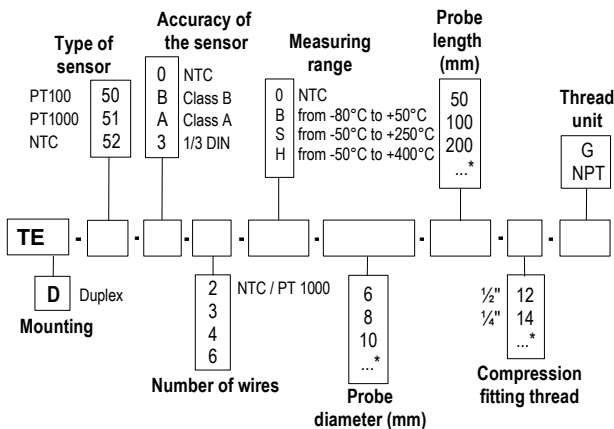 Type of
sensor
PT100 50
PT1000 51
NTC 52
Accuracy of
the sensor
0 NTC
B Class B
A Class A
3 1/3 DIN
Measuring
range
0 NTC
B from -80°C to +50°C
S from -50°C to +250°C
H from -50°C to +400°C
Probe
length
(mm)
50
100
200
...*
Thread
unit
G
NPT
TE - - - - - - - -
D Duplex
Mounting
2 NTC / PT 1000
3
4
6
Number of wires
6
8
10
...*
Probe
diameter (mm)
½" 12
¼" 14
...*
Compression
fitting thread